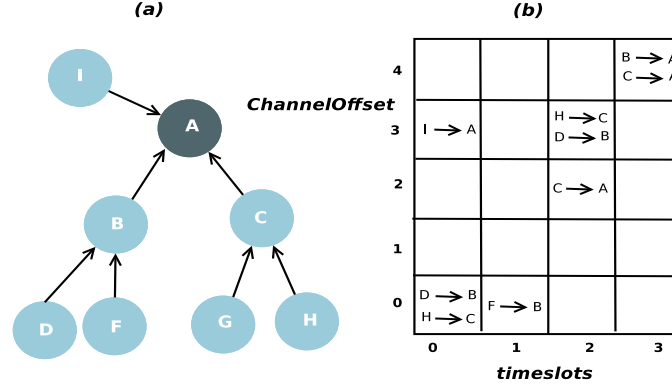 (a)
I
A
B
C
D
F
G
H
(b)
ChannelOffset
4
B → A
C → A
3
I → A
H → C
D → B
2
C → A
1
0
D → B
H → C
F → B
0 1 2 3
timeslots